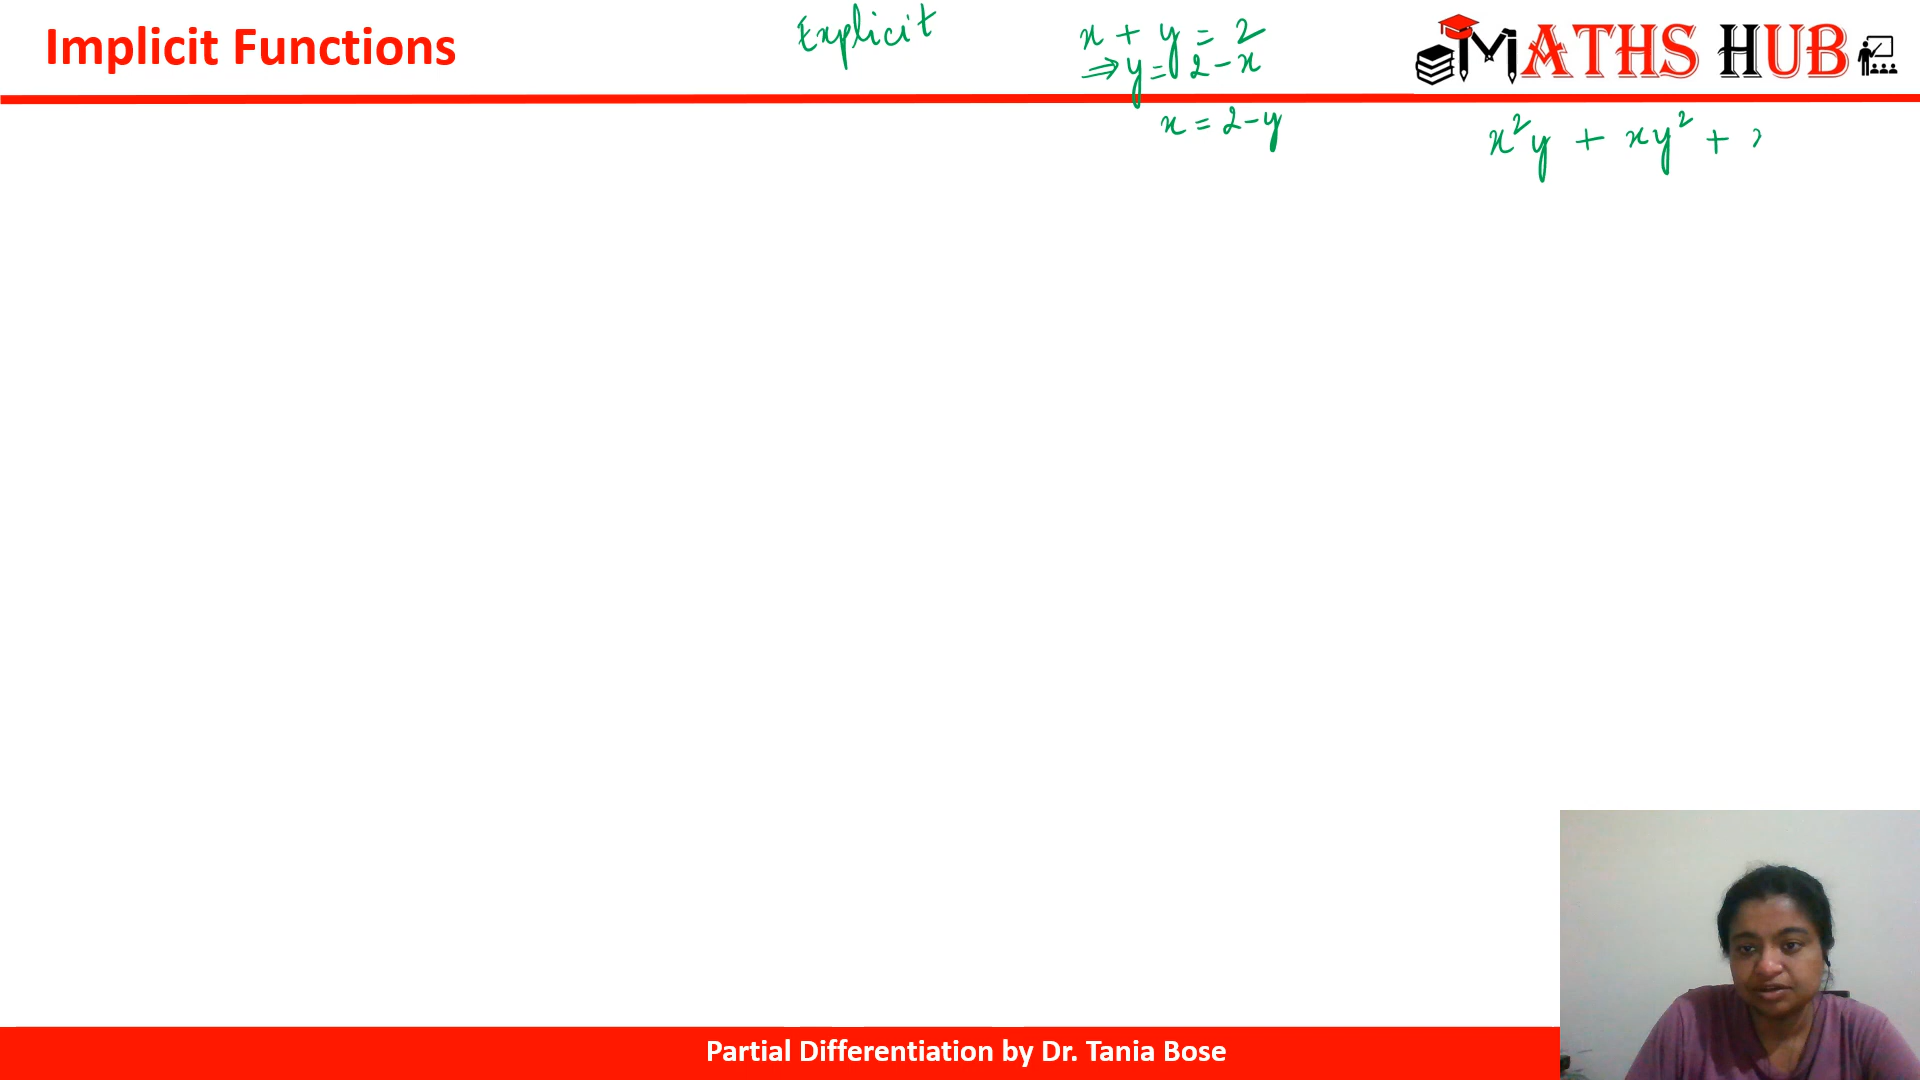 Implicit Functions
Explicit
x + y = 2
⇒ y = 2 - x
x = 2 - y
MATHS HUB
x²y + xy² +
Partial Differentiation by Dr. Tania Bose